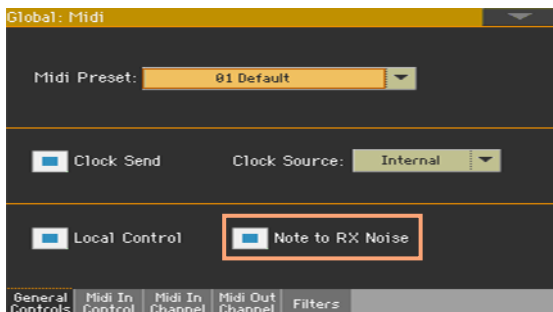 Global: Midi
Midi Preset: 01 Default
Clock Send Clock Source: Internal
Local Control Note to RX Noise
General Controls Midi In Control Midi In Channel Midi Out Channel Filters